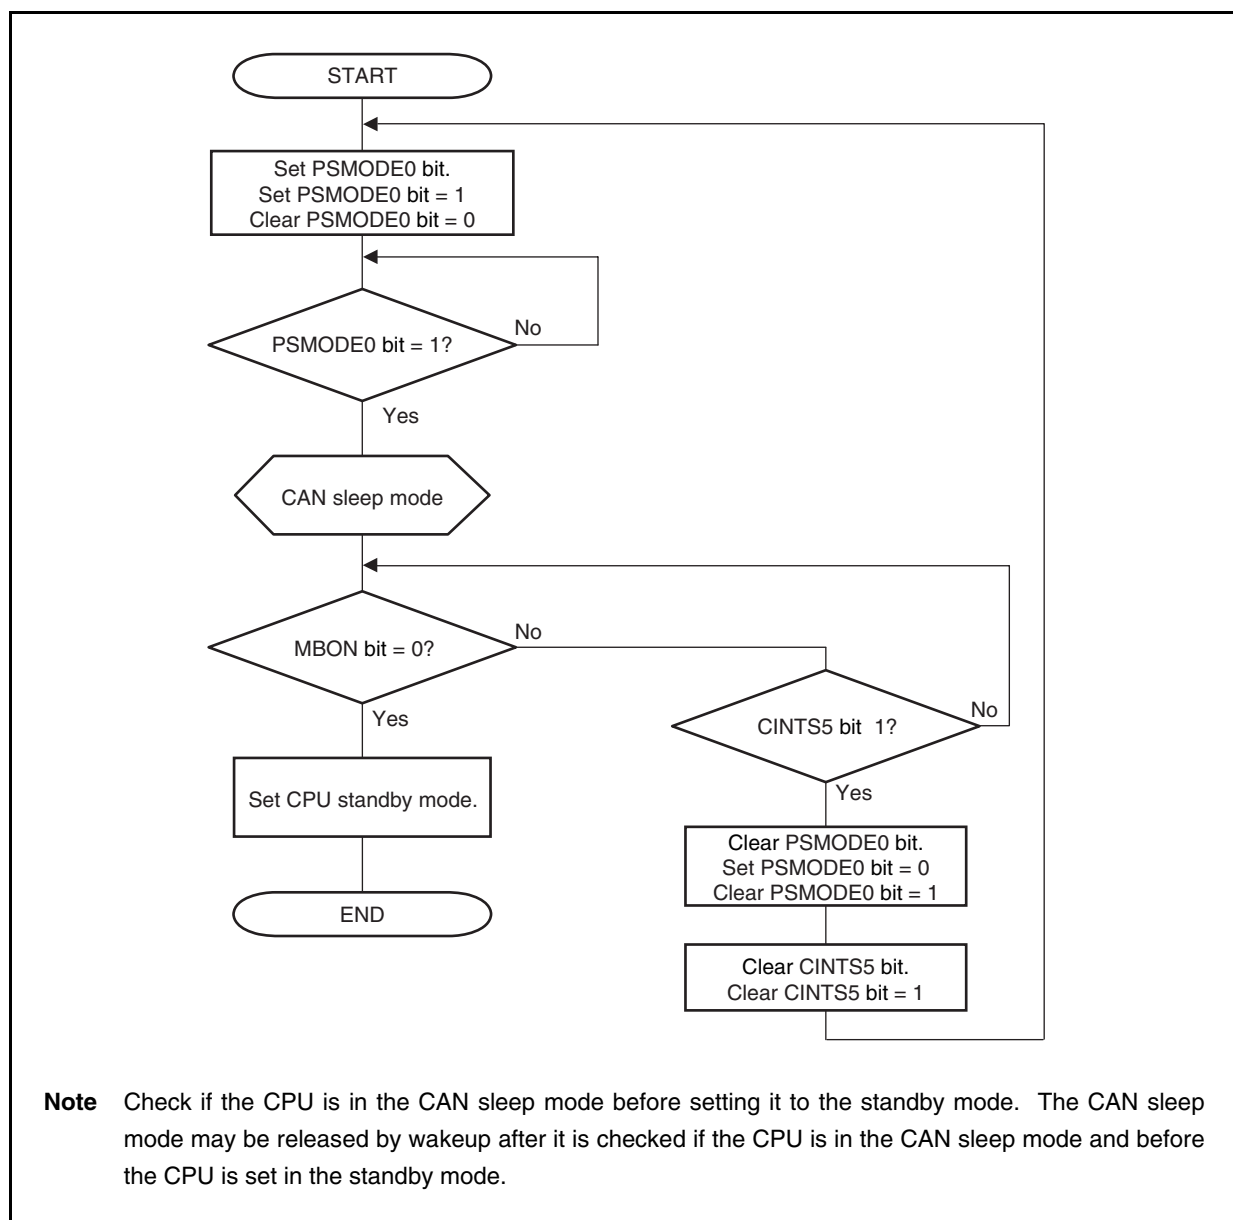 START
Set PSMODE0 bit.
Set PSMODE0 bit = 1
Clear PSMODE0 bit = 0
No
PSMODE0 bit = 1?
Yes
CAN sleep mode
No
MBON bit = 0?
Yes
No
CINTS5 bit 1?
Yes
Set CPU standby mode.
Clear PSMODE0 bit.
Set PSMODE0 bit = 0
Clear PSMODE0 bit = 1
END
Clear CINTS5 bit.
Clear CINTS5 bit = 1
Note Check if the CPU is in the CAN sleep mode before setting it to the standby mode. The CAN sleep
mode may be released by wakeup after it is checked if the CPU is in the CAN sleep mode and before
the CPU is set in the standby mode.